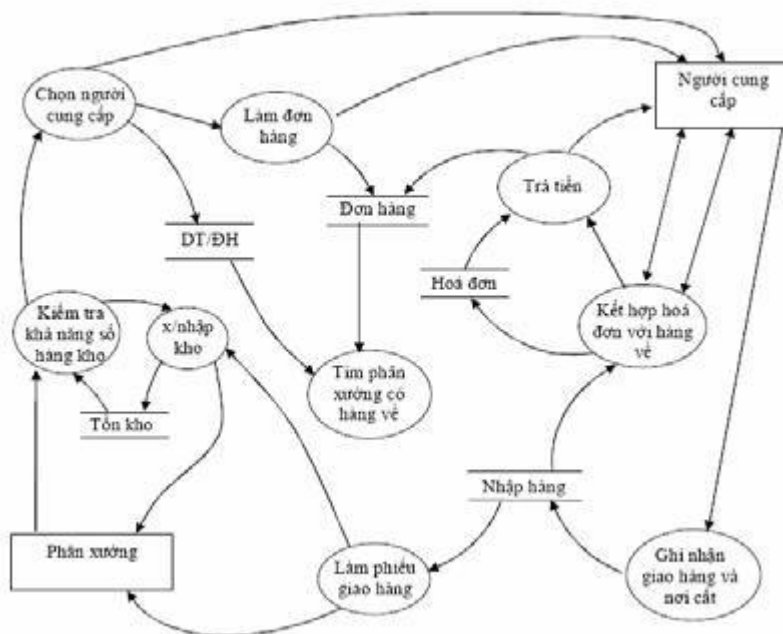 Chọn người
cung cấp
Làm đơn
hàng
Người cung
cấp
Trả tiền
Đơn hàng
DT/ĐH
Hoá đơn
Kiểm tra
khả năng số
hàng kho
x/nhập
kho
Kết hợp hoá
đơn với hàng
về
Tìm phân
xưởng có
hàng về
Tồn kho
Nhập hàng
Phân xưởng
Làm phiếu
giao hàng
Ghi nhận
giao hàng và
nơi cất